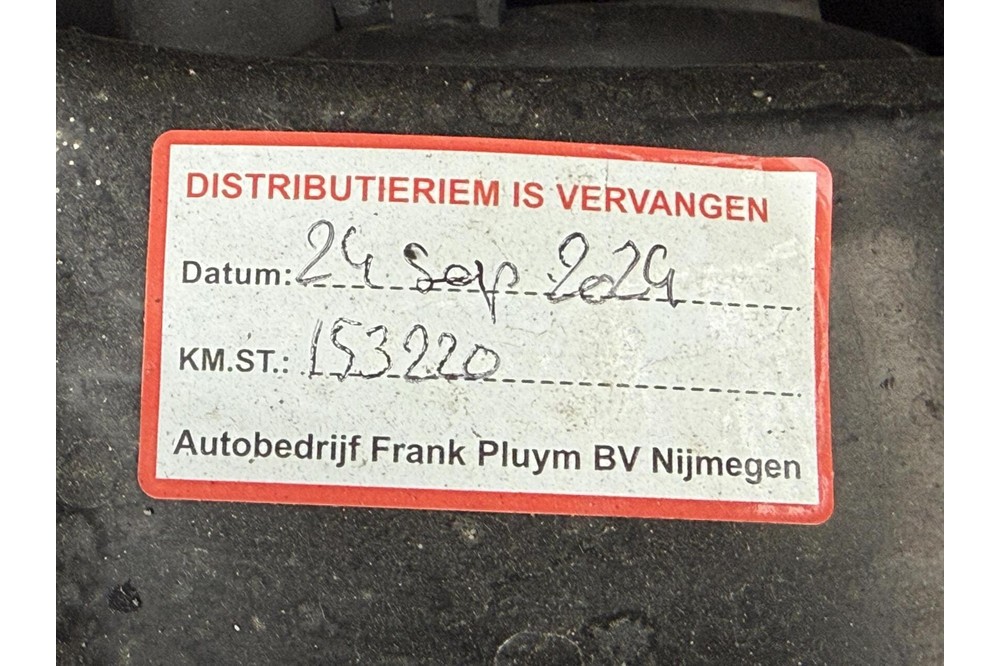 DISTRIBUTIERIEM IS VERVANGEN
Datum: 24 Sep 2024
KM.ST.: 153220
Autobedrijf Frank Pluym BV Nijmegen